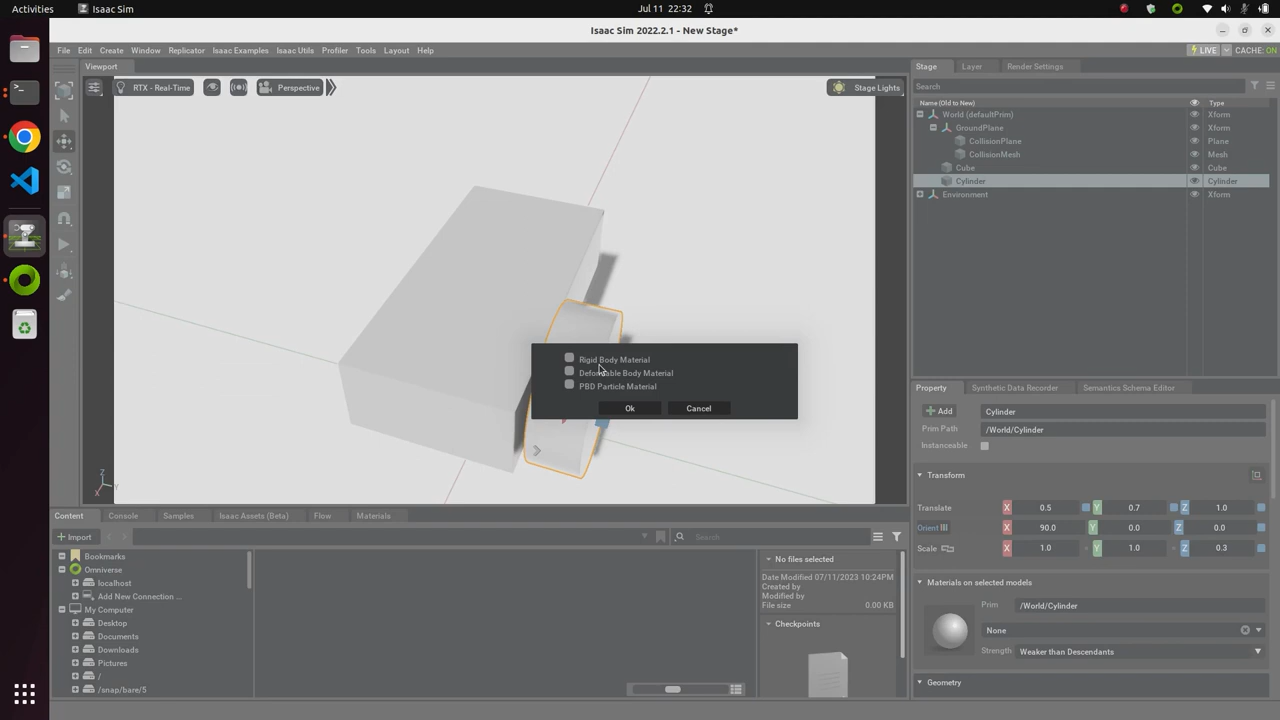 Activities
Isaac Sim
Jul 11 22:32
Isaac Sim 2022.2.1 - New Stage*
File Edit Create Window Replicator Isaac Examples Isaac Utils Profiler Tools Layout Help
LIVE
CACHE: ON
Viewport
RTX - Real-Time
Perspective
Stage Lights
Stage Layer Render Settings
Search
Name (Old to New) Type
World (defaultPrim) Xform
GroundPlane Xform
CollisionPlane Plane
CollisionMesh Mesh
Cube
Cylinder Cylinder
Environment Xform
Rigid Body Material
Deformable Body Material
PBD Particle Material
Ok Cancel
Z
X
Y
Property Synthetic Data Recorder Semantics Schema Editor
Add Cylinder
Prim Path /World/Cylinder
Instanceable
Transform
Translate X 0.5 Y 0.7 Z 1.0
Orient X 90.0 Y 0.0 Z 0.0
Scale X 1.0 Y 1.0 Z 0.3
Materials on selected models
Prim /World/Cylinder
None
Strength Weaker than Descendants
Geometry
Content Console Samples Isaac Assets (Beta) Flow Materials
Import
Search
Bookmarks
Omniverse
localhost
Add New Connection ...
My Computer
Desktop
Documents
Downloads
Pictures
/
/snap/bare/5
No files selected
Date Modified 07/11/2023 10:24PM
Created by
Modified by
File size 0.00 KB
Checkpoints